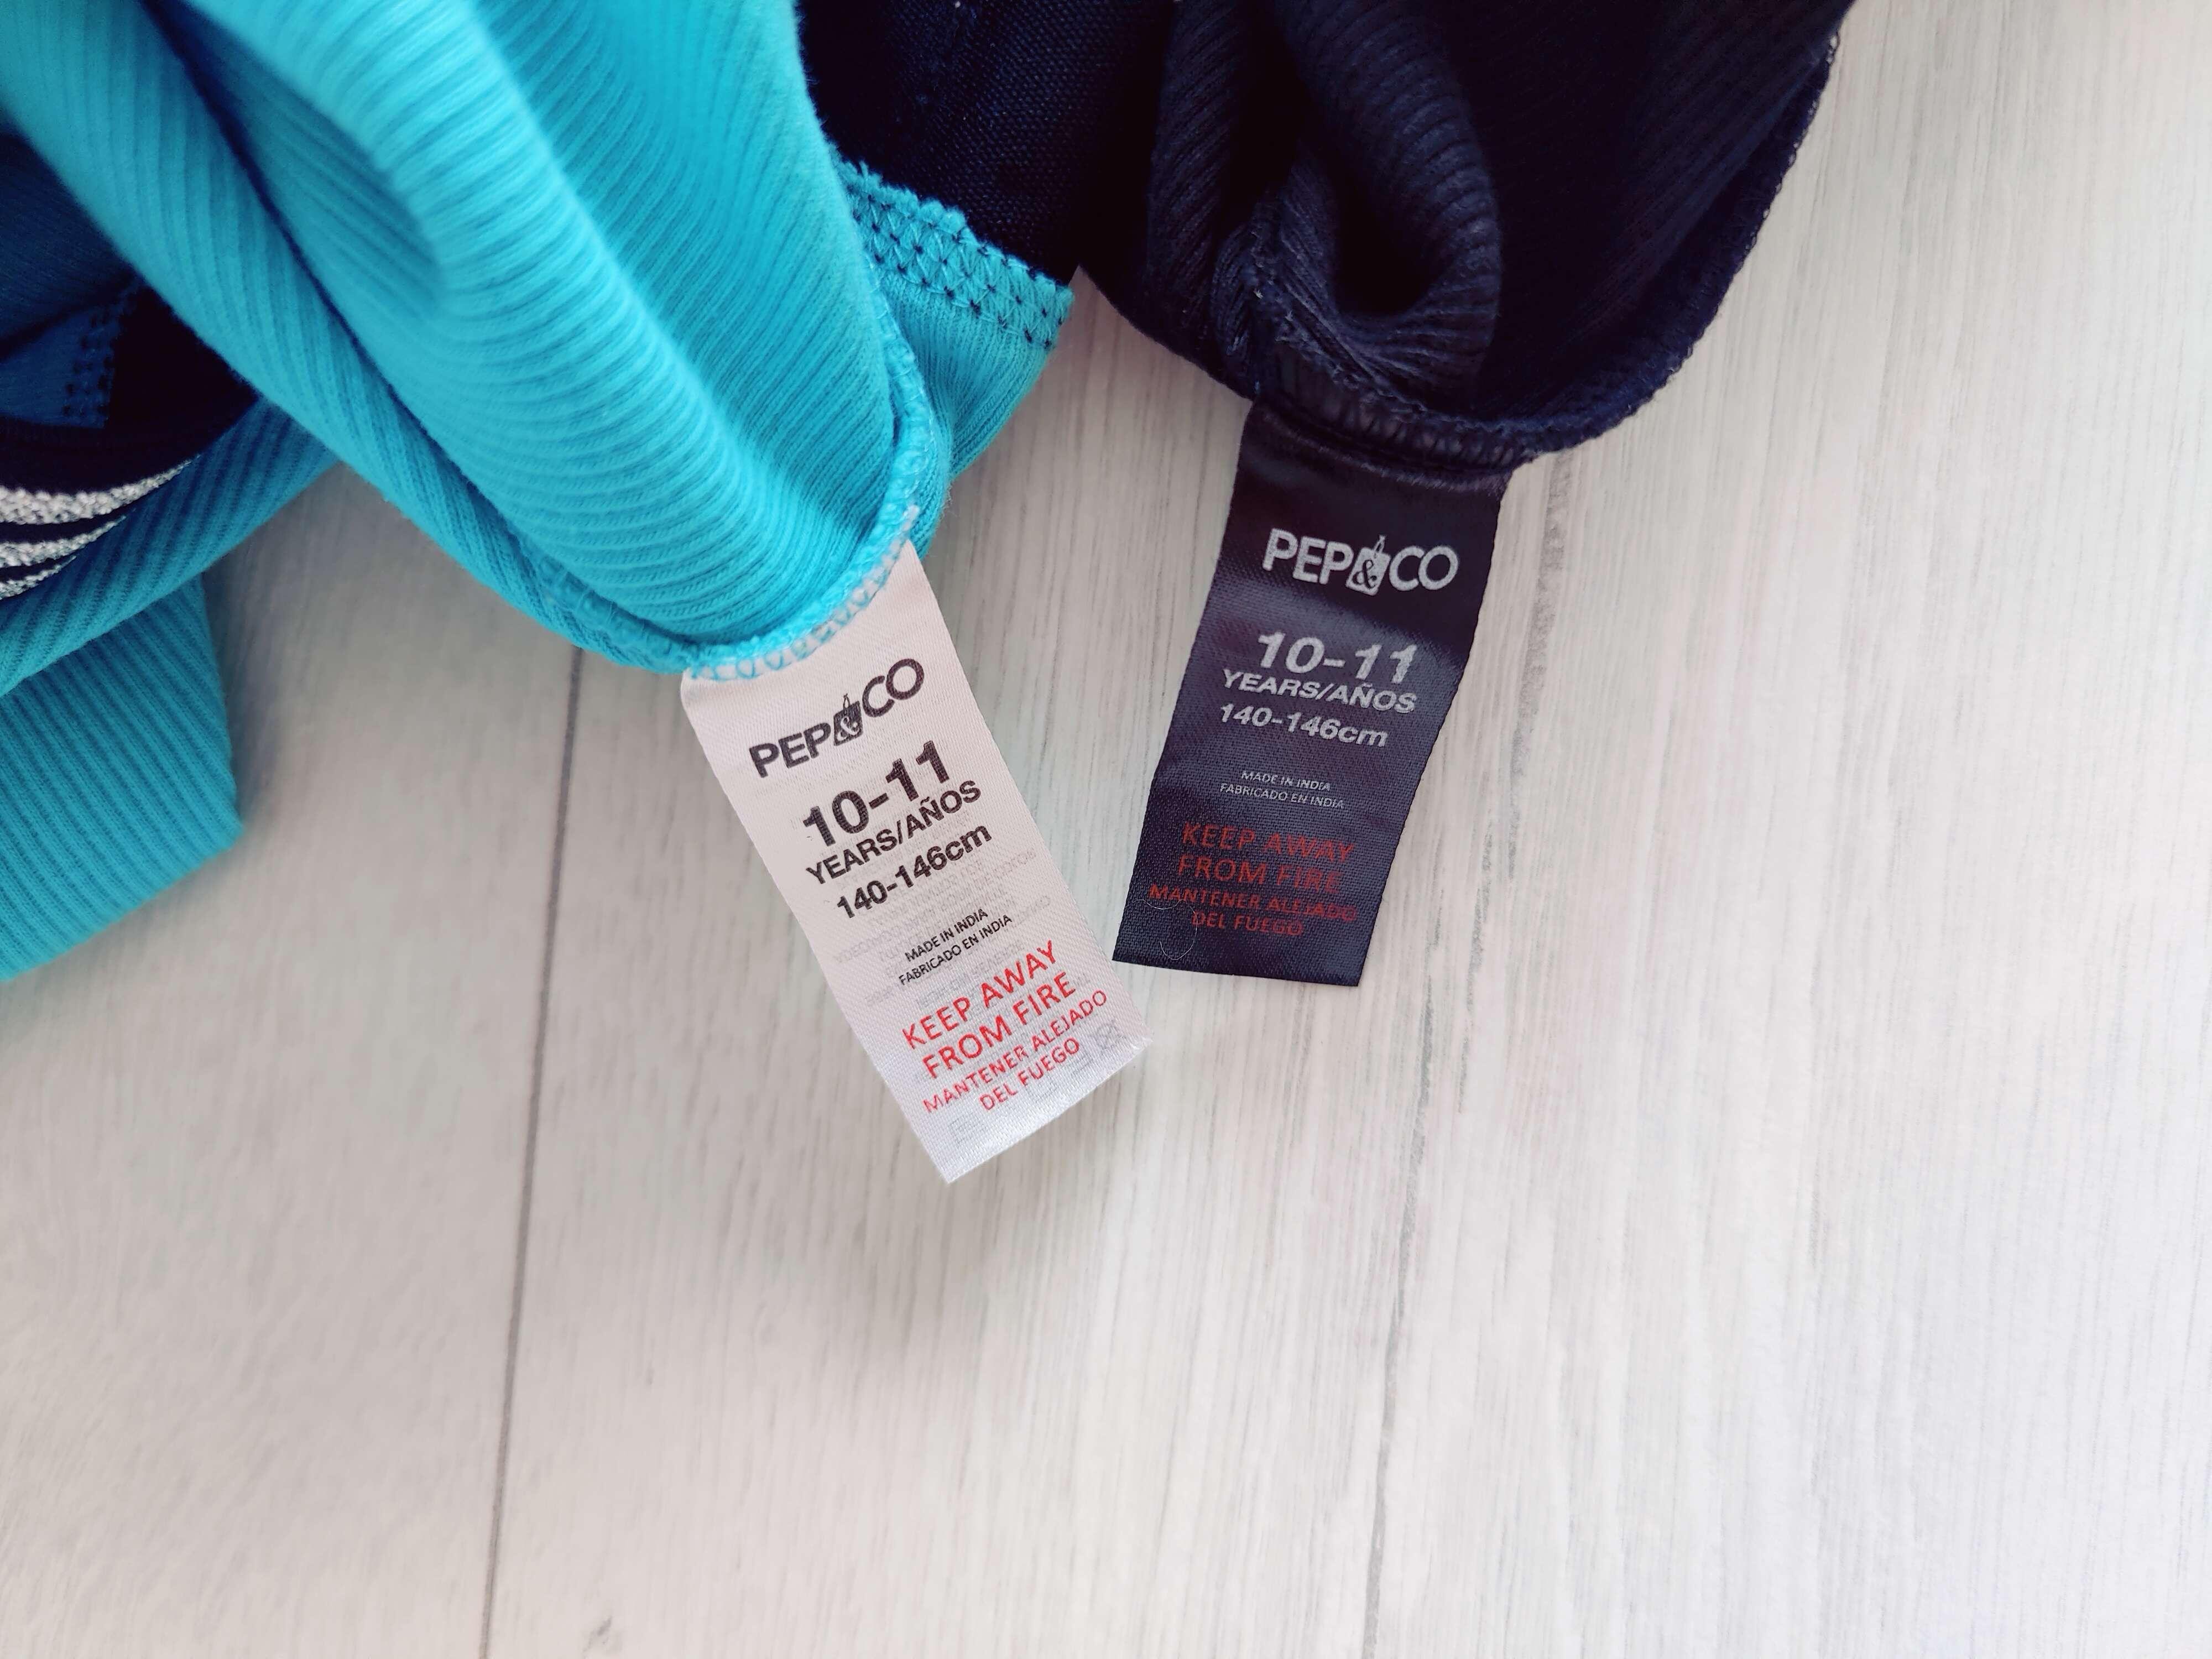 PEP&CO
10-11
YEARS/AÑOS
140-146cm
MADE IN INDIA
FABRICADO EN INDIA
KEEP AWAY
FROM FIRE
MANTENER ALEJADO
DEL FUEGO
PEP&CO
10-11
YEARS/AÑOS
140-146cm
MADE IN INDIA
FABRICADO EN INDIA
KEEP AWAY
FROM FIRE
MANTENER ALEJADO
DEL FUEGO